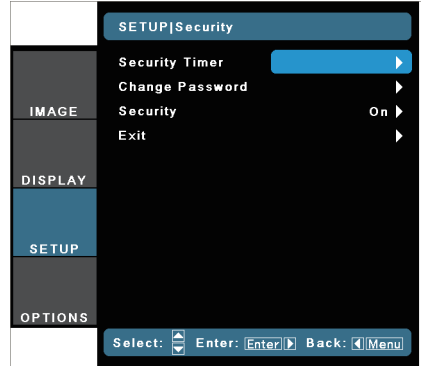 SETUP|Security
Security Timer
Change Password
Security On
Exit
IMAGE
DISPLAY
SETUP
OPTIONS
Select: Enter: Enter Back: Menu